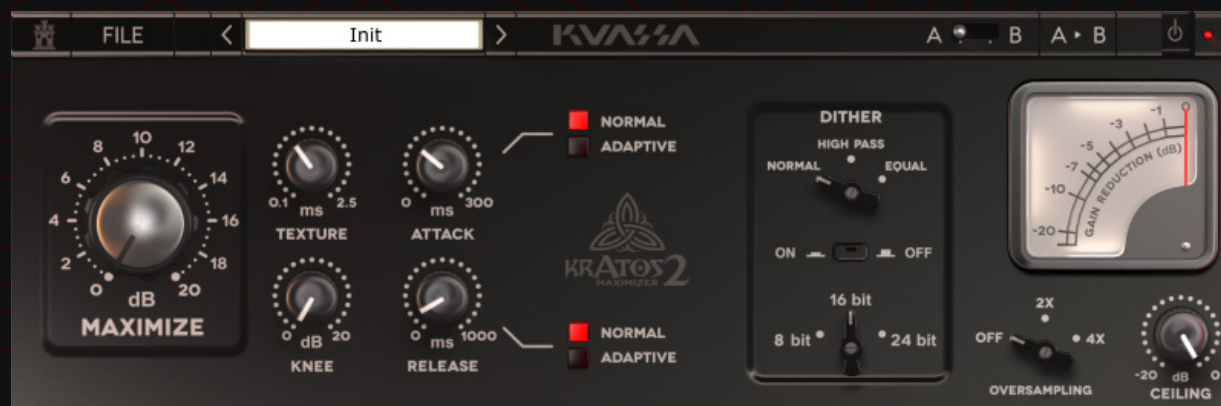 FILE
<
Init
>
KVASSA
A
B
A ▸ B
MAXIMIZE
0
2
4
6
8
10
12
14
16
18
20
dB
0.1 ms 2.5
TEXTURE
0 ms 300
ATTACK
0 dB 20
KNEE
0 ms 1000
RELEASE
NORMAL
ADAPTIVE
KRATOS 2
MAXIMIZER
NORMAL
ADAPTIVE
DITHER
HIGH PASS
NORMAL
EQUAL
ON
OFF
16 bit
8 bit
24 bit
-20
-10
-7
-5
-3
-1
0
GAIN REDUCTION (dB)
2X
OFF
4X
OVERSAMPLING
-20 dB 0
CEILING